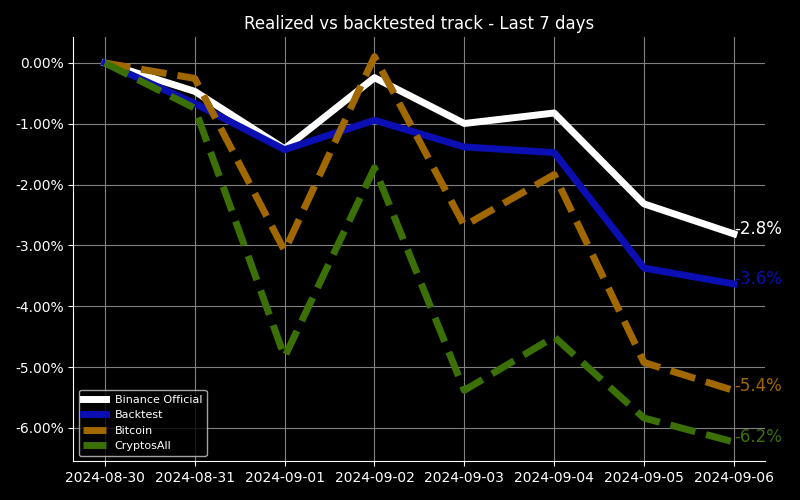 Realized vs backtested track - Last 7 days
0.00%
-1.00%
-2.00%
-3.00%
-4.00%
-5.00%
-6.00%
-2.8%
-3.6%
-5.4%
-6.2%
Binance Official
Backtest
Bitcoin
CryptosAll
2024-08-30 2024-08-31 2024-09-01 2024-09-02 2024-09-03 2024-09-04 2024-09-05 2024-09-06